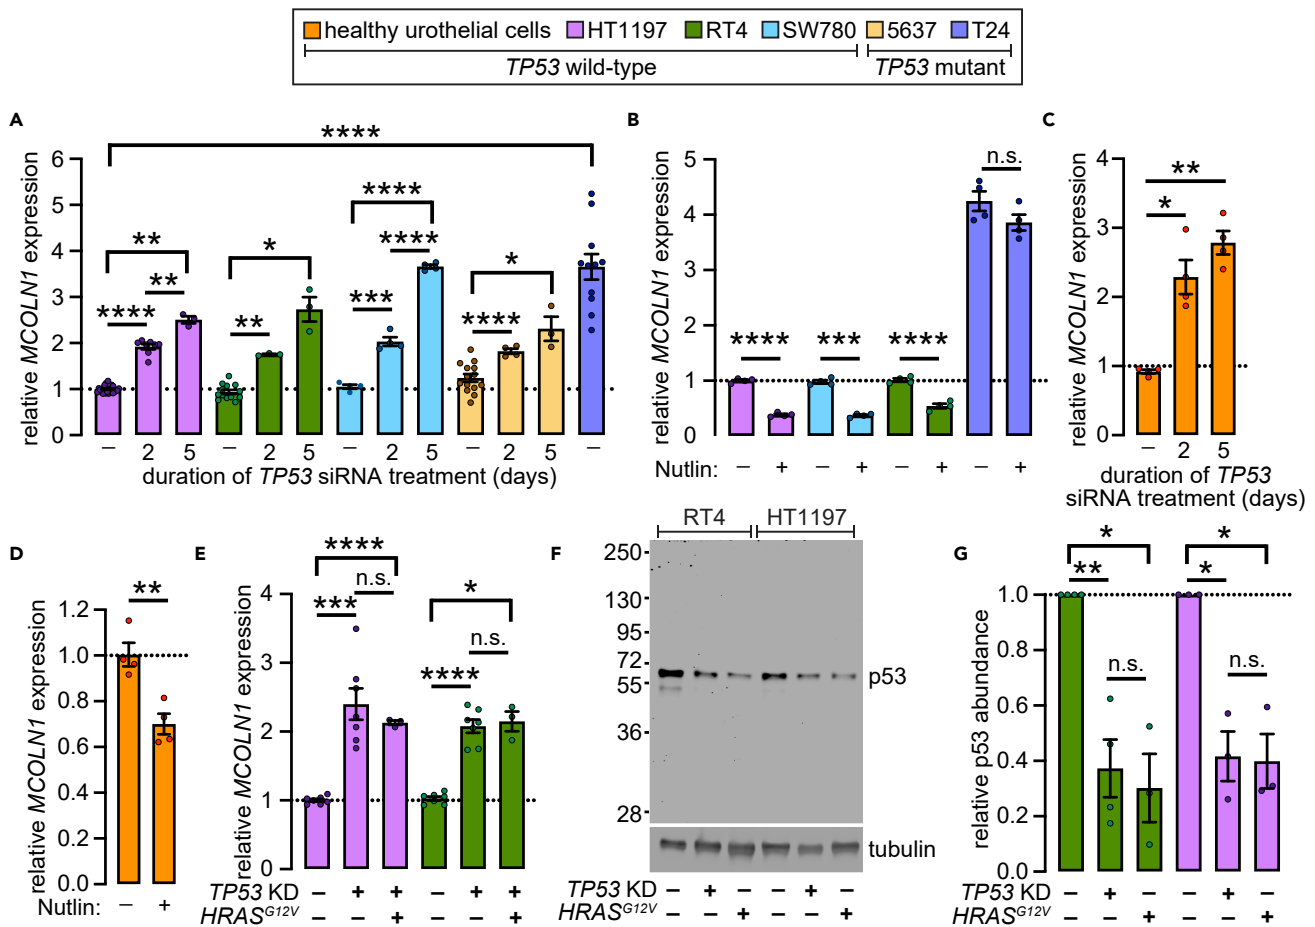 healthy urothelial cells HT1197 RT4 SW780 5637 T24
TP53 wild-type TP53 mutant
A
relative MCOLN1 expression
6
5
4
3
2
1
0
****
** * **** *
** **** 
**** ** *** ****
– 2 5 – 2 5 – 2 5 – 2 5 –
duration of TP53 siRNA treatment (days)
B
relative MCOLN1 expression
5
4
3
2
1
0
n.s.
**** *** ****
Nutlin: – + – + – + – +
C
relative MCOLN1 expression
4
3
2
1
0
**
*
– 2 5
duration of TP53
siRNA treatment (days)
D
relative MCOLN1 expression
1.2
1.0
0.8
0.6
0.4
0.2
0.0
**
Nutlin: – +
E
relative MCOLN1 expression
4
3
2
1
0
****
n.s.
***
*
n.s.
****
TP53 KD – + + – + +
HRASG12V – – + – – +
F
RT4 HT1197
250
130
95
72
55
36
28
p53
tubulin
TP53 KD – + + – + +
HRASG12V – – + – – +
G
relative p53 abundance
1.0
0.8
0.6
0.4
0.2
0.0
* *
** *
n.s. n.s.
TP53 KD – + + – + +
HRASG12V – – + – – +